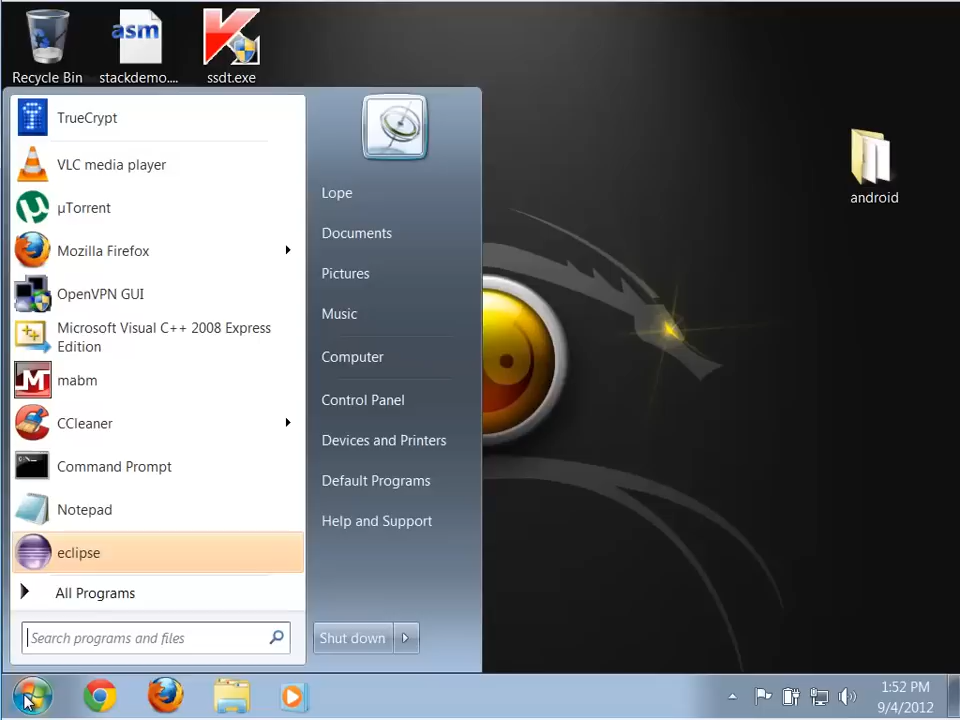 asm
Recycle Bin
stackdemo....
ssdt.exe
android
TrueCrypt
VLC media player
µTorrent
Mozilla Firefox
OpenVPN GUI
Microsoft Visual C++ 2008 Express
Edition
mabm
CCleaner
Command Prompt
Notepad
eclipse
All Programs
Search programs and files
Lope
Documents
Pictures
Music
Computer
Control Panel
Devices and Printers
Default Programs
Help and Support
Shut down
1:52 PM
9/4/2012